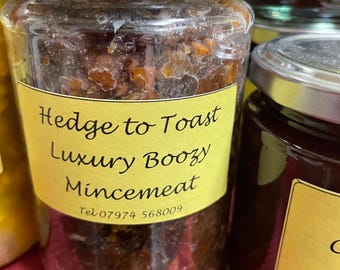 Hedge to Toast
Luxury Boozy
Mincemeat
Tel 07974 568009